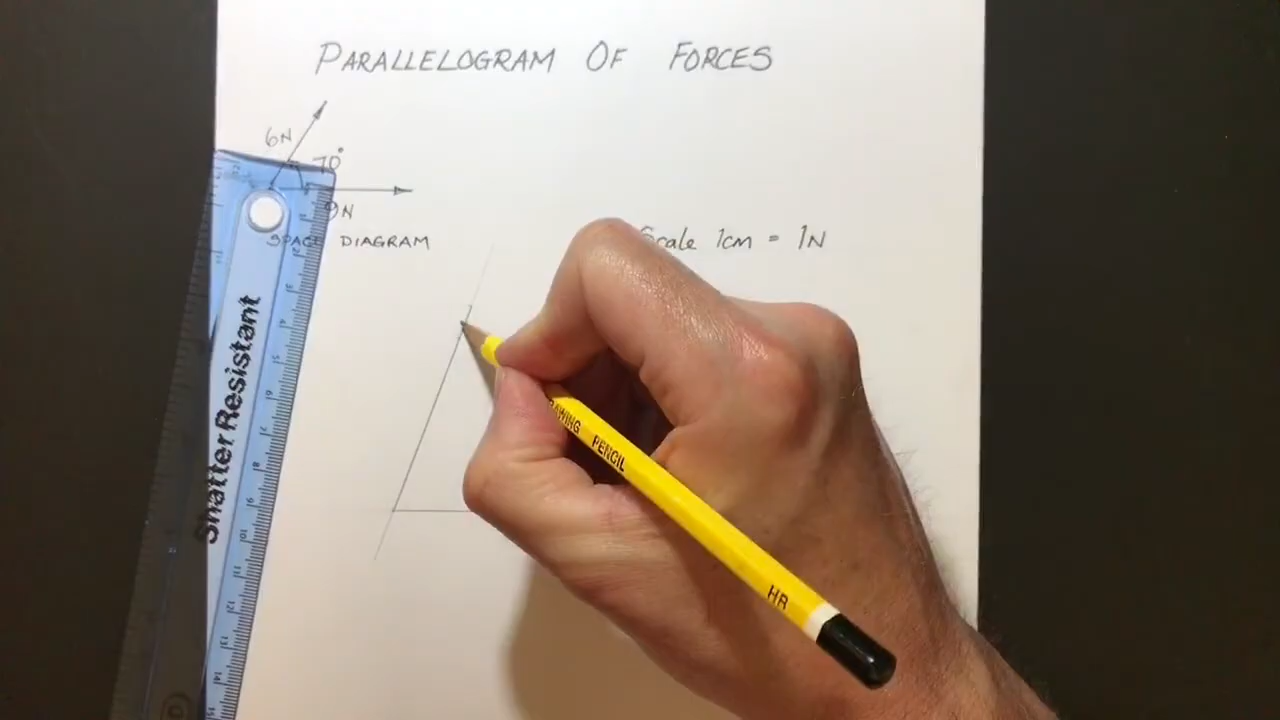 PARALLELOGRAM OF FORCES
6N
70°
9N
SPACE DIAGRAM
Scale 1cm = 1N
Shatter Resistant
DRAWING PENCIL
HB